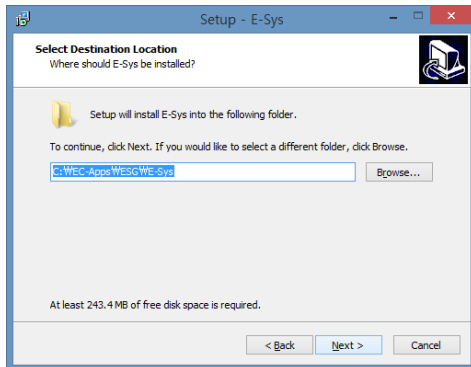 Setup - E-Sys
Select Destination Location
Where should E-Sys be installed?
Setup will install E-Sys into the following folder.
To continue, click Next. If you would like to select a different folder, click Browse.
C:₩EC-Apps₩ESG₩E-Sys
Browse...
At least 243.4 MB of free disk space is required.
< Back
Next >
Cancel